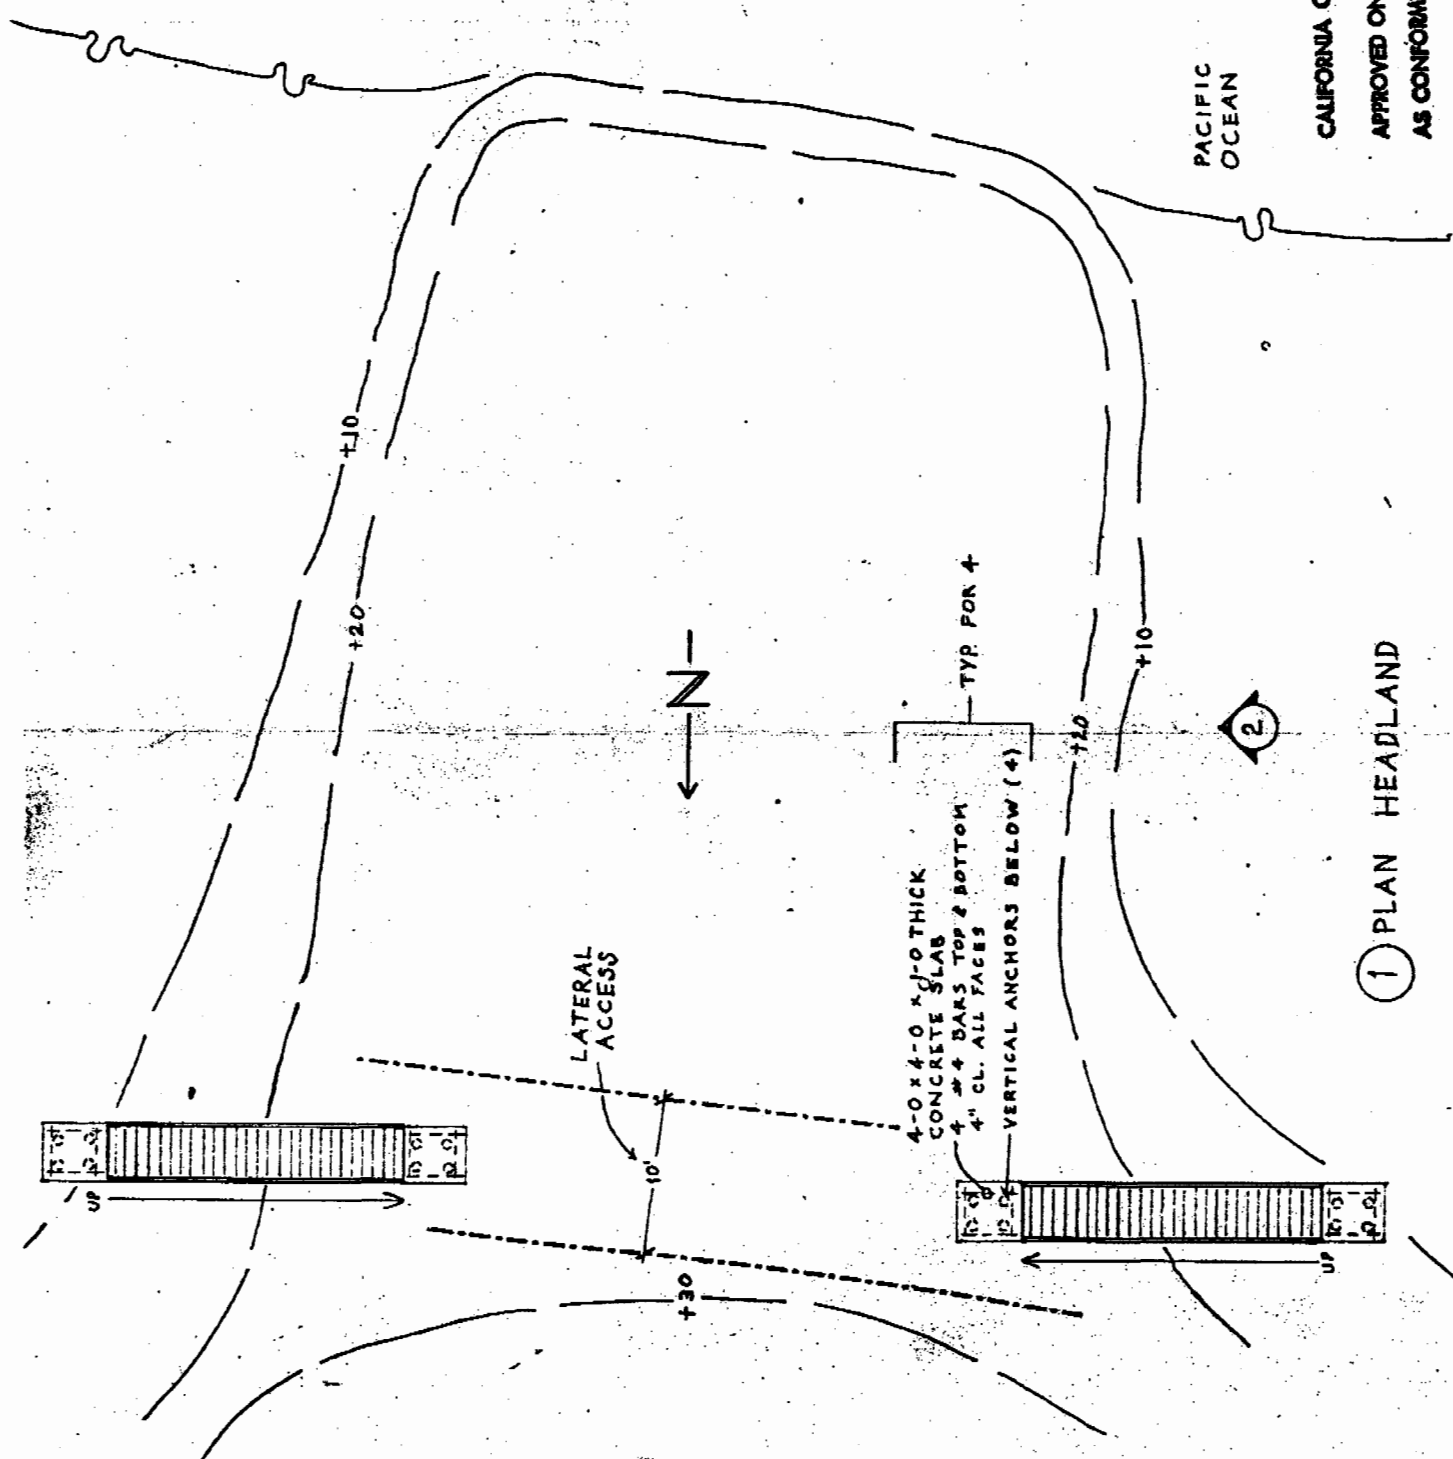 PACIFIC
OCEAN
CALIFORNIA C
APPROVED ON
AS CONFORM
+10
+20
N
TYP. FOR 4
LATERAL
ACCESS
10'
4-0 x 4-0 x 1-0 THICK
CONCRETE SLAB
4 #4 BARS TOP & BOTTOM
4" CL. ALL FACES
VERTICAL ANCHORS BELOW (4)
+20
+10
2
UP
+30
UP
1 PLAN HEADLAND